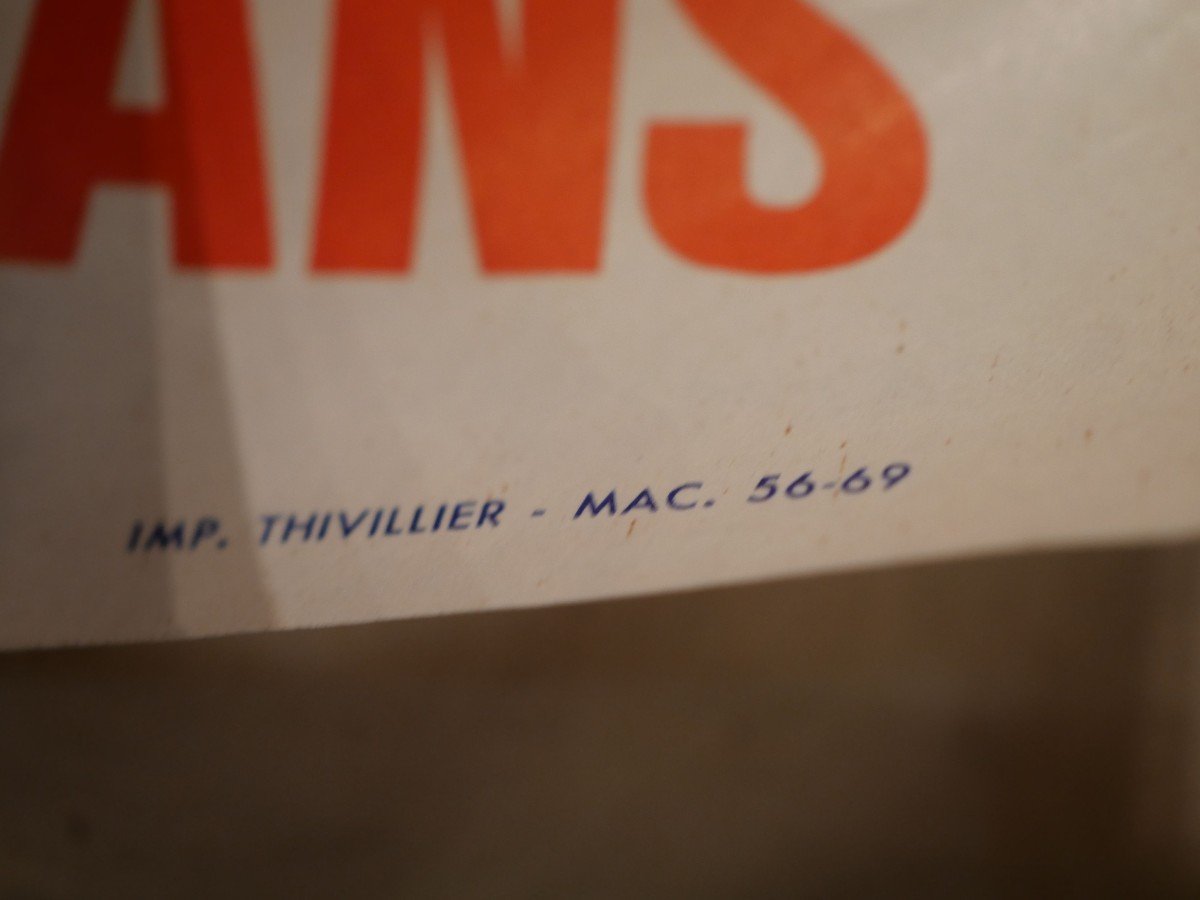 ANS
IMP. THIVILLIER - MAC. 56-69